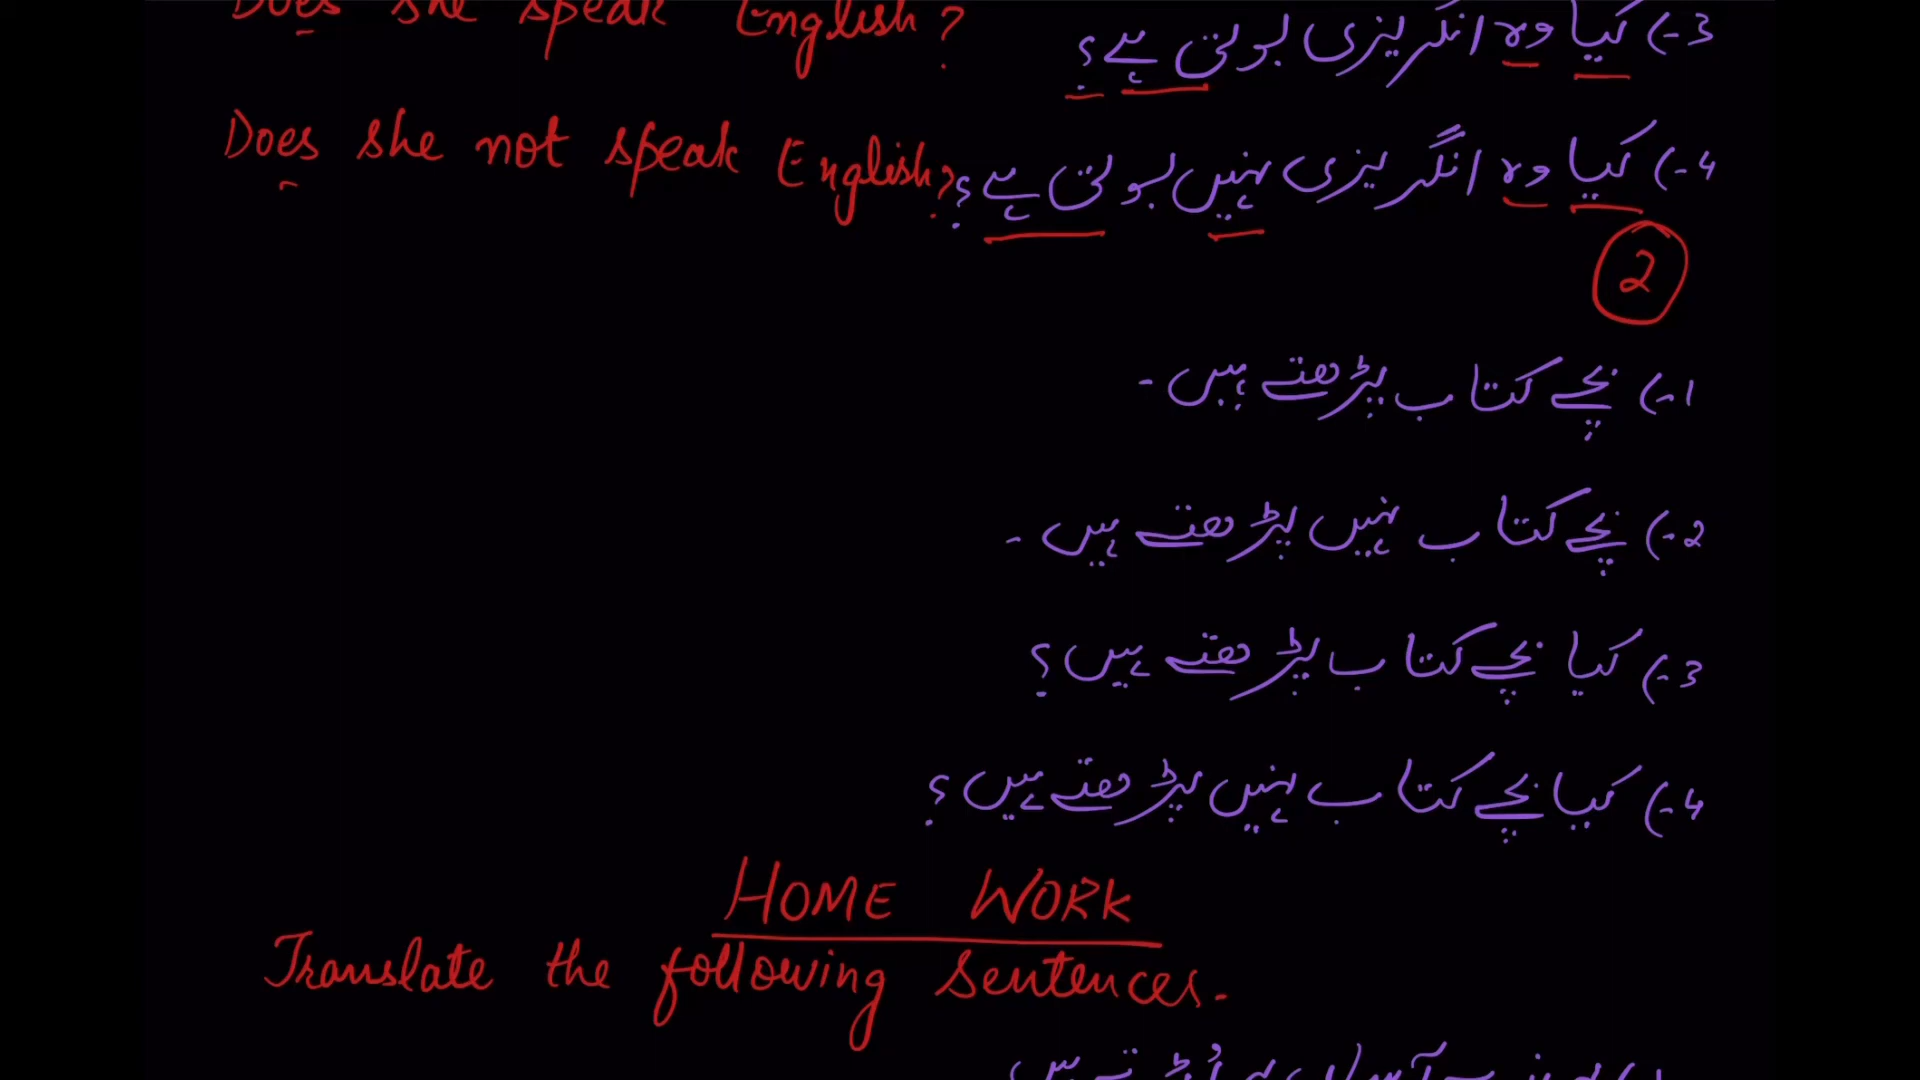 Does she speak English?
3-) کیا وہ انگریزی بولتی ہے؟
Does she not speak English?
4-) کیا وہ انگریزی نہیں بولتی ہے؟
2
1-) بچے کتاب پڑھتے ہیں۔
2-) بچے کتاب نہیں پڑھتے ہیں۔
3-) کیا بچے کتاب پڑھتے ہیں؟
4-) کیا بچے کتاب نہیں پڑھتے ہیں؟
HOME WORK
Translate the following Sentences.